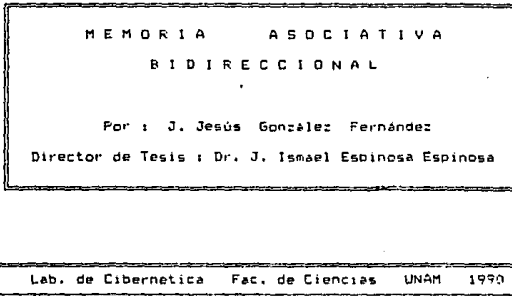 MEMORIA ASOCIATIVA
BIDIRECCIONAL
Por : J. Jesús González Fernández
Director de Tesis : Dr. J. Ismael Espinosa Espinosa
Lab. de Cibernetica Fac. de Ciencias UNAM 1990